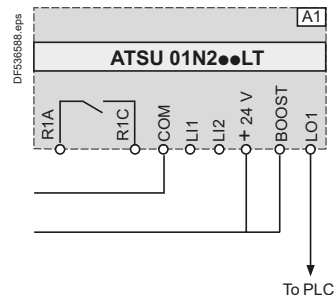 DF536588.eps
A1
ATSU 01N2●●LT
R1A
R1C
COM
LI1
LI2
+ 24 V
BOOST
LO1
To PLC